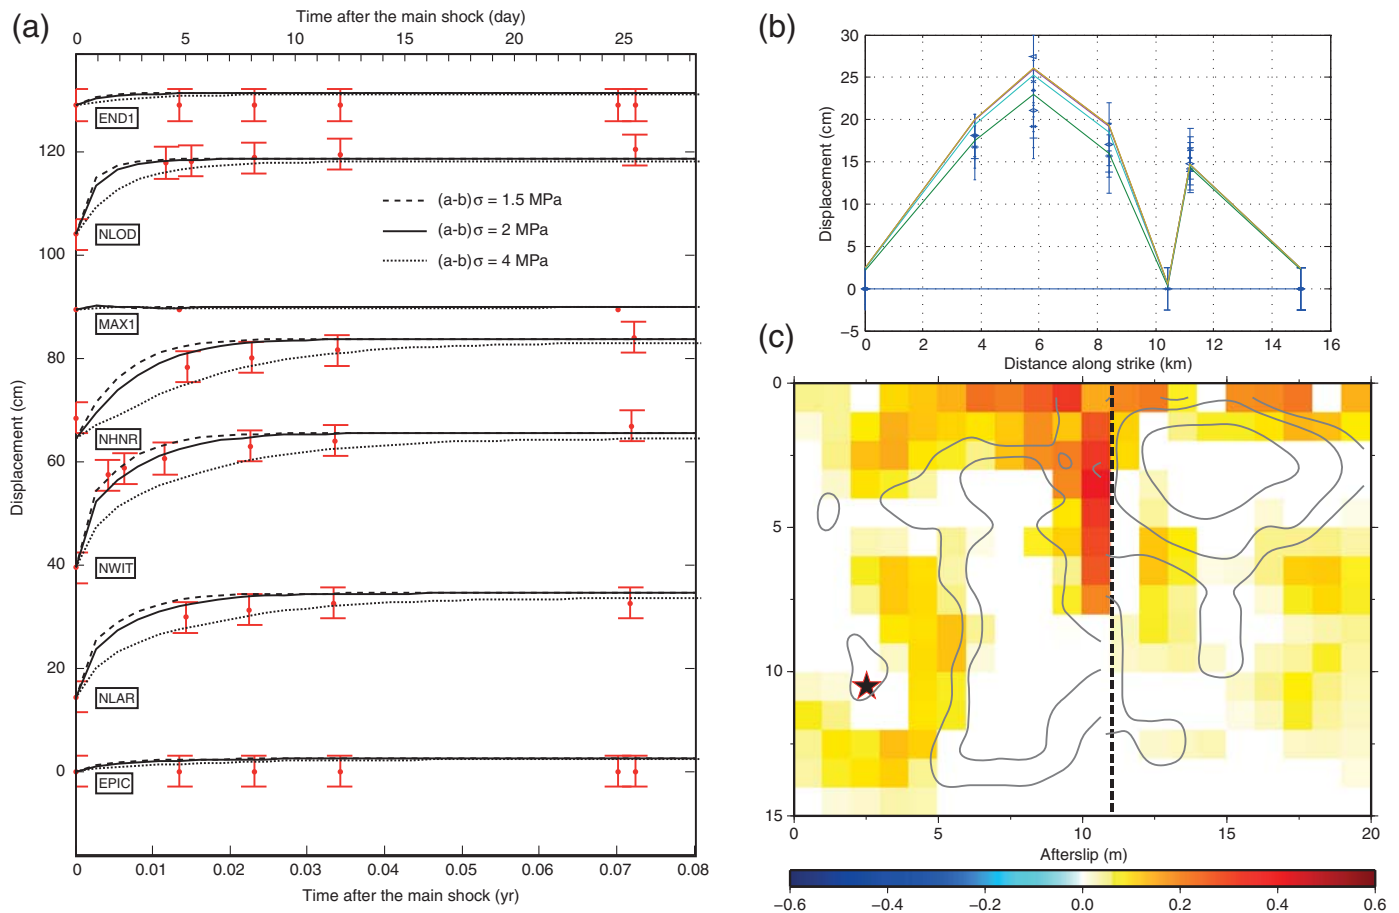 (a)
Time after the main shock (day)
0 4 5 10 12 16 20 25
END1
120
NLOD
(a-b)σ = 1.5 MPa
(a-b)σ = 2 MPa
(a-b)σ = 4 MPa
100
MAX1
80
NHNR
60
NWIT
40
NLAR
20
EPIC
0
Displacement (cm)
0 0.01 0.02 0.03 0.04 0.05 0.06 0.07 0.08
Time after the main shock (yr)
(b)
30
25
20
15
10
5
0
−5
Displacement (cm)
0 2 4 6 8 10 12 14 16
Distance along strike (km)
(c)
0
5
10
15
0 5 10 15 20
Afterslip (m)
−0.6 −0.4 −0.2 0.0 0.2 0.4 0.6